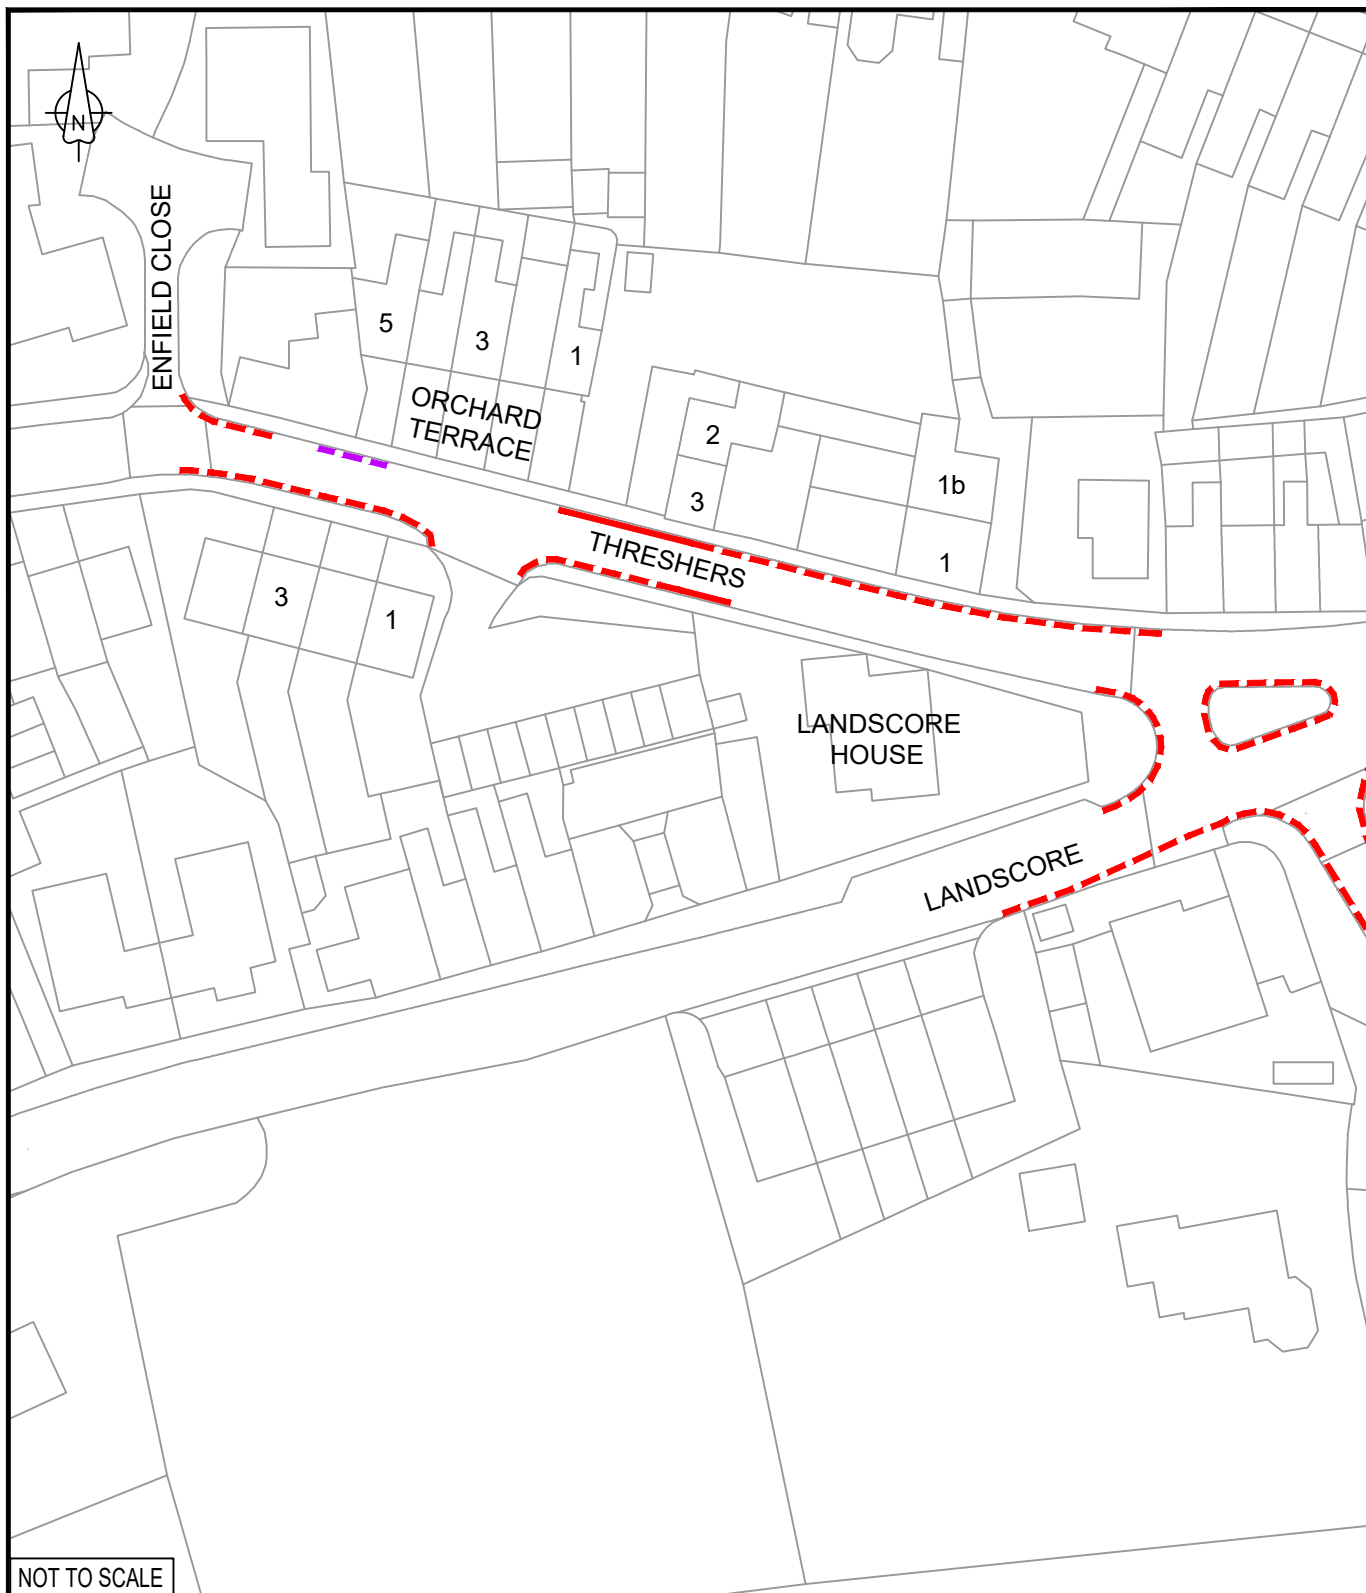 N
ENFIELD CLOSE
5
3
1
ORCHARD
TERRACE
2
3
1b
1
THRESHERS
3
1
LANDSCORE
HOUSE
LANDSCORE
NOT TO SCALE